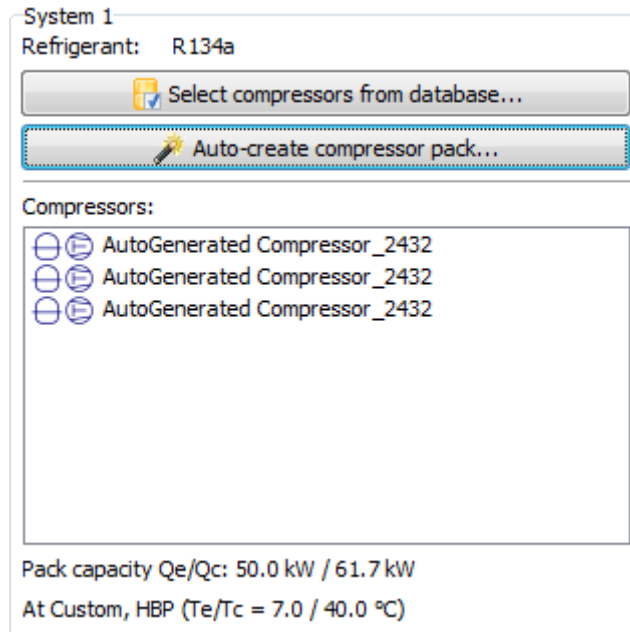 System 1
Refrigerant: R134a
Select compressors from database...
Auto-create compressor pack...
Compressors:
AutoGenerated Compressor_2432
AutoGenerated Compressor_2432
AutoGenerated Compressor_2432
Pack capacity Qe/Qc: 50.0 kW / 61.7 kW
At Custom, HBP (Te/Tc = 7.0 / 40.0 ºC)